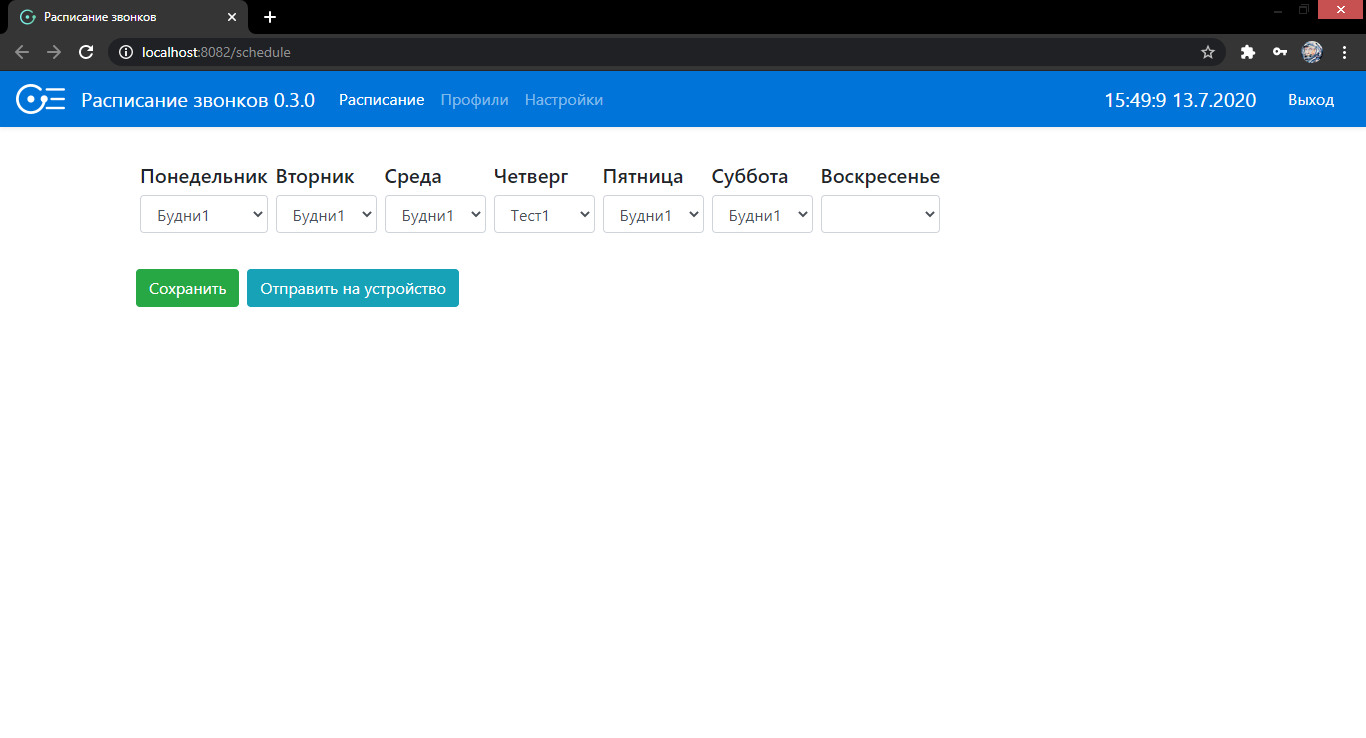 Расписание звонков
localhost:8082/schedule
Расписание звонков 0.3.0 Расписание Профили Настройки 15:49:9 13.7.2020 Выход
Понедельник Вторник Среда Четверг Пятница Суббота Воскресенье
Будни1 Будни1 Будни1 Тест1 Будни1 Будни1
Сохранить Отправить на устройство